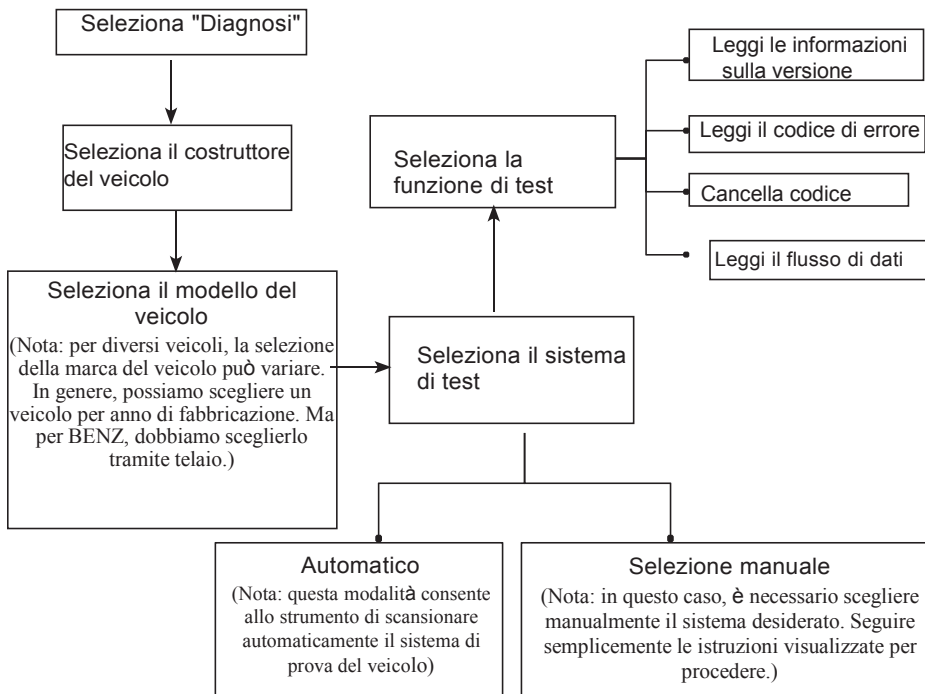 Seleziona "Diagnosi"
Seleziona il costruttore
del veicolo
Seleziona il modello del
veicolo
(Nota: per diversi veicoli, la selezione
della marca del veicolo può variare.
In genere, possiamo scegliere un
veicolo per anno di fabbricazione. Ma
per BENZ, dobbiamo sceglierlo
tramite telaio.)
Seleziona il sistema
di test
Seleziona la
funzione di test
Leggi le informazioni
sulla versione
Leggi il codice di errore
Cancella codice
Leggi il flusso di dati
Automatico
(Nota: questa modalità consente
allo strumento di scansionare
automaticamente il sistema di
prova del veicolo)
Selezione manuale
(Nota: in questo caso, è necessario scegliere
manualmente il sistema desiderato. Seguire
semplicemente le istruzioni visualizzate per
procedere.)